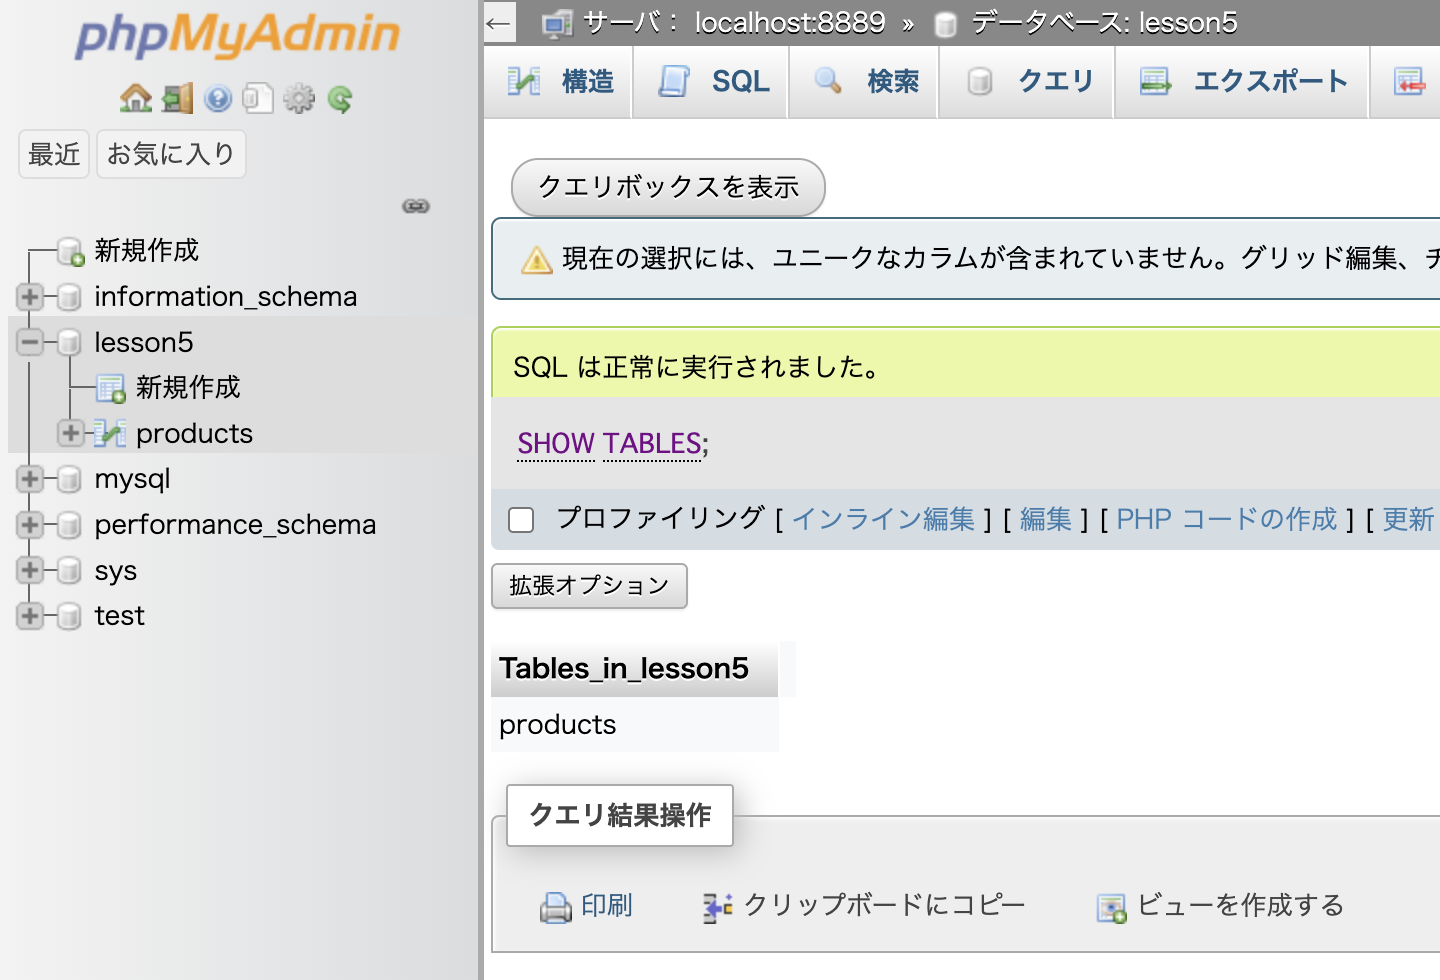 phpMyAdmin
最近 お気に入り
新規作成
information_schema
lesson5
新規作成
products
mysql
performance_schema
sys
test
← サーバ： localhost:8889 » データベース: lesson5
構造 SQL 検索 クエリ エクスポート
クエリボックスを表示
現在の選択には、ユニークなカラムが含まれていません。グリッド編集、チ
SQL は正常に実行されました。
SHOW TABLES;
プロファイリング [ インライン編集 ] [ 編集 ] [ PHP コードの作成 ] [ 更新
拡張オプション
Tables_in_lesson5
products
クエリ結果操作
印刷 クリップボードにコピー ビューを作成する